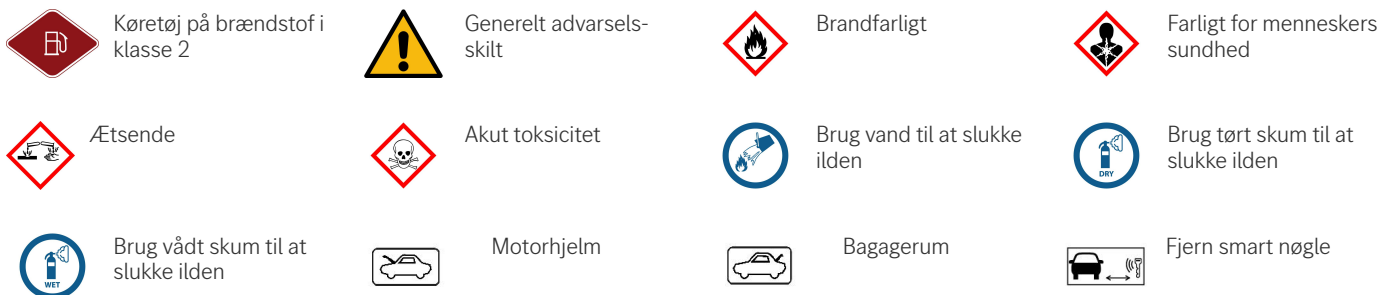 Køretøj på brændstof i
klasse 2
Generelt advarsels-
skilt
Brandfarligt
Farligt for menneskers
sundhed
Ætsende
Akut toksicitet
Brug vand til at slukke
ilden
DRY
Brug tørt skum til at
slukke ilden
WET
Brug vådt skum til at
slukke ilden
Motorhjelm
Bagagerum
Fjern smart nøgle